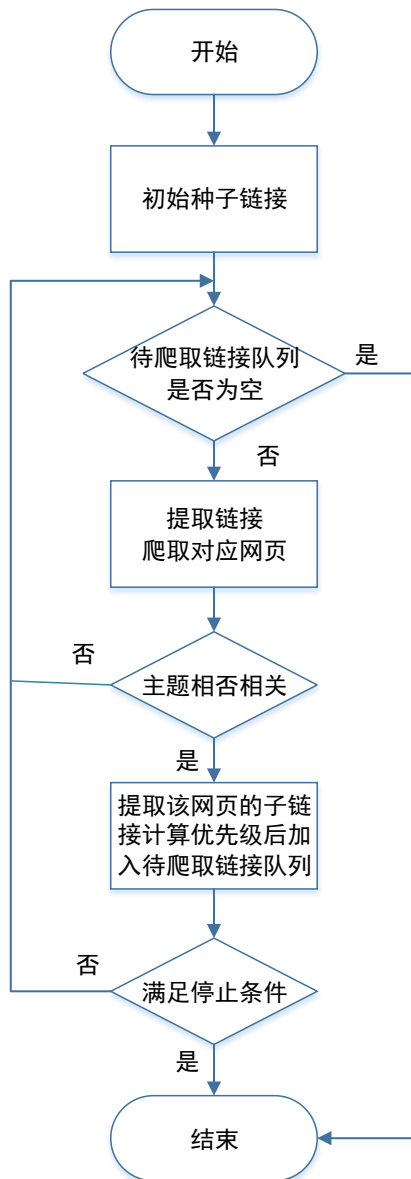 开始
初始种子链接
待爬取链接队列
是否为空
是
否
提取链接
爬取对应网页
否
主题相否相关
是
提取该网页的子链
接计算优先级后加
入待爬取链接队列
否
满足停止条件
是
结束